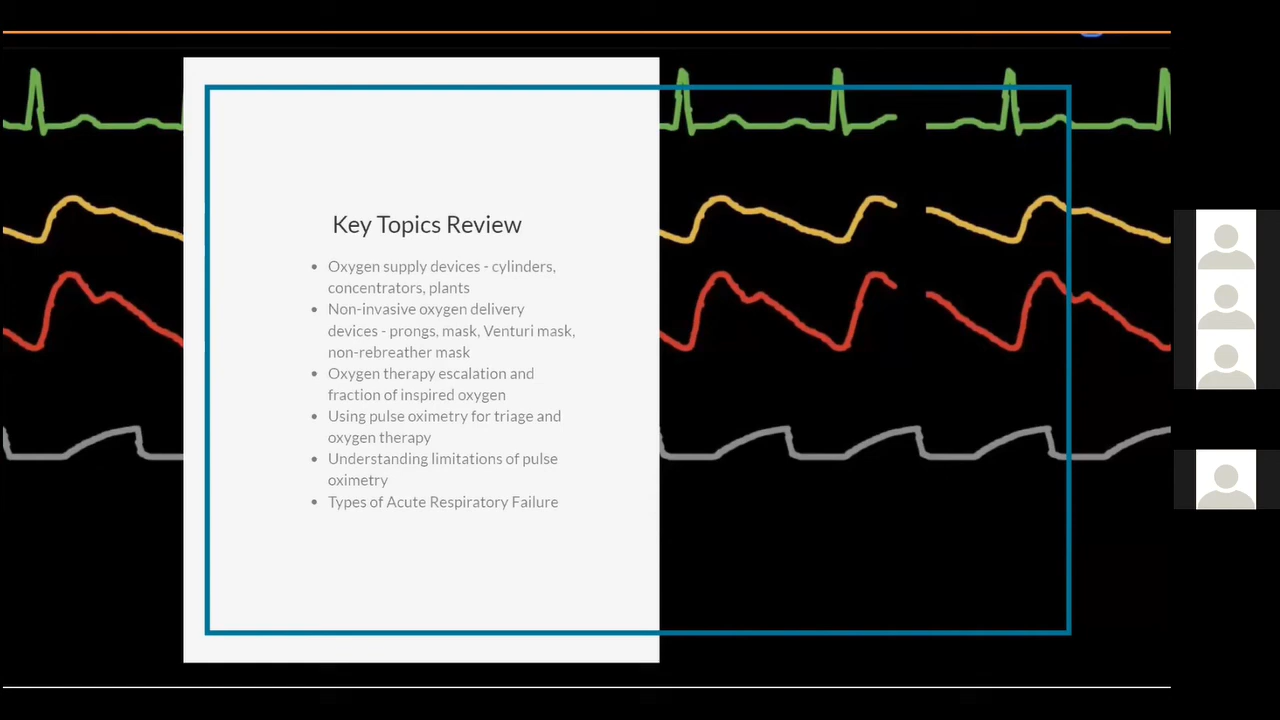 Key Topics Review
• Oxygen supply devices - cylinders,
concentrators, plants
• Non-invasive oxygen delivery
devices - prongs, mask, Venturi mask,
non-rebreather mask
• Oxygen therapy escalation and
fraction of inspired oxygen
• Using pulse oximetry for triage and
oxygen therapy
• Understanding limitations of pulse
oximetry
• Types of Acute Respiratory Failure